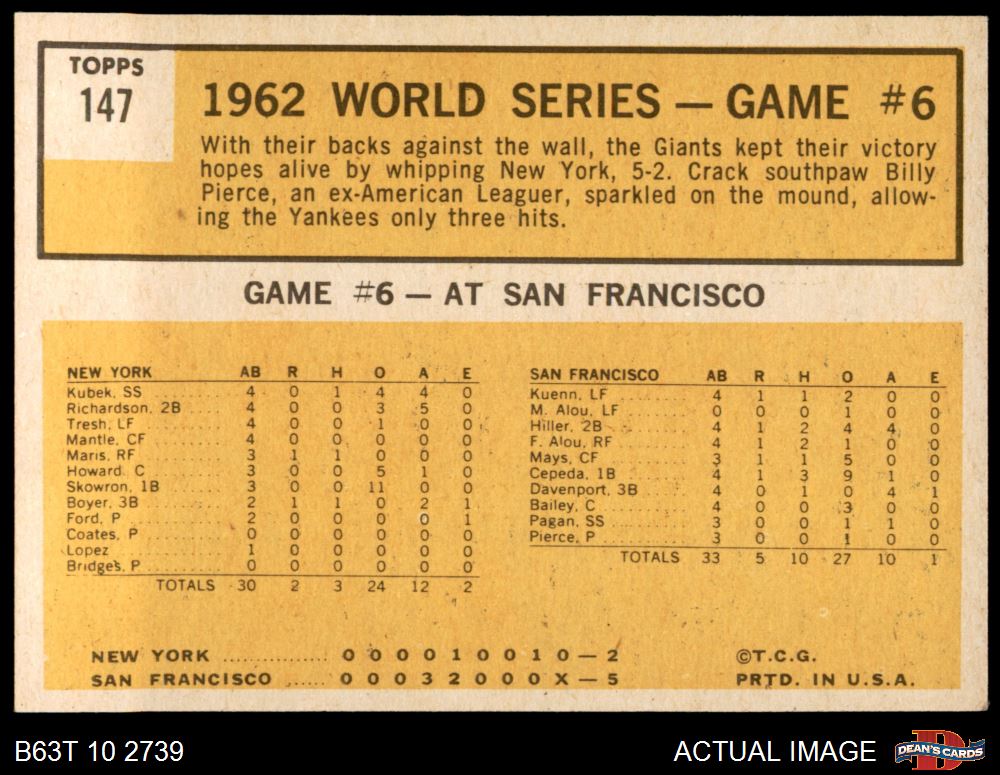 TOPPS
147
1962 WORLD SERIES — GAME #6
With their backs against the wall, the Giants kept their victory
hopes alive by whipping New York, 5-2. Crack southpaw Billy
Pierce, an ex-American Leaguer, sparkled on the mound, allow-
ing the Yankees only three hits.
GAME #6 — AT SAN FRANCISCO
NEW YORK AB R H O A E
Kubek, SS ........ 4 0 1 4 4 0
Richardson, 2B ..... 4 0 0 3 5 0
Tresh, LF ........ 4 0 0 1 0 0
Mantle, CF ........ 4 0 0 0 0 0
Maris, RF ........ 3 1 1 0 0 0
Howard C ........ 3 0 0 5 1 0
Skowron, 1B ....... 3 0 0 11 0 0
Boyer, 3B ........ 2 1 1 0 2 1
Ford, P .......... 2 0 0 0 0 1
Coates, P ........ 0 0 0 0 0 0
Lopez .......... 1 0 0 0 0 0
Bridges, P ........ 0 0 0 0 0 0
TOTALS 30 2 3 24 12 2
SAN FRANCISCO AB R H O A E
Kuenn, LF ........ 4 1 1 2 0 0
M. Alou, LF ....... 0 0 0 1 0 0
Hiller, 2B ........ 4 1 2 4 4 0
F. Alou, RF ....... 4 1 2 1 0 0
Mays, CF ......... 3 1 1 5 0 0
Cepeda, 1B ....... 4 1 3 9 1 0
Davenport, 3B ..... 4 0 1 0 4 1
Bailey, C ........ 4 0 0 3 0 0
Pagan, SS ........ 3 0 0 1 1 0
Pierce, P ........ 3 0 0 1 0 0
TOTALS 33 5 10 27 10 1
NEW YORK ............... 0 0 0 0 1 0 0 1 0 — 2
SAN FRANCISCO ...... 0 0 0 3 2 0 0 0 X — 5
©T.C.G.
PRTD. IN U.S.A.
B63T 10 2739
ACTUAL IMAGE
DEAN'S CARDS